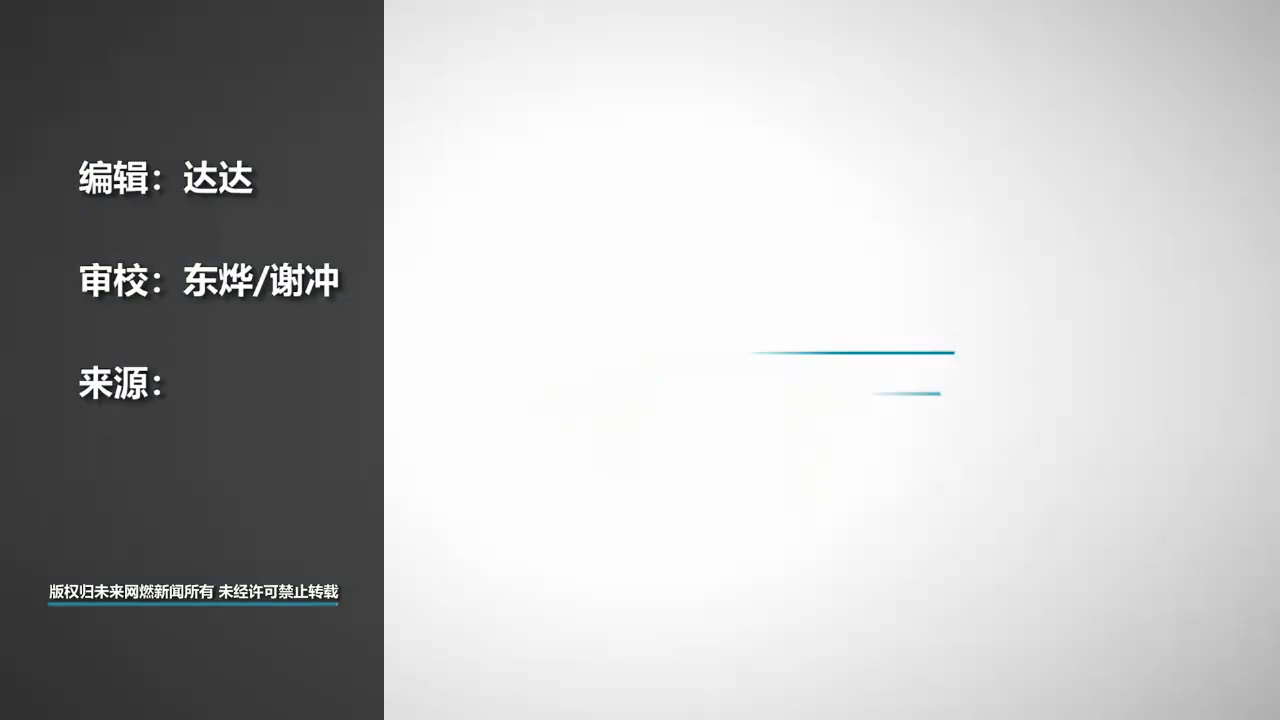 编辑：达达
审校：东烨/谢冲
来源：
版权归未来网燃新闻所有 未经许可禁止转载